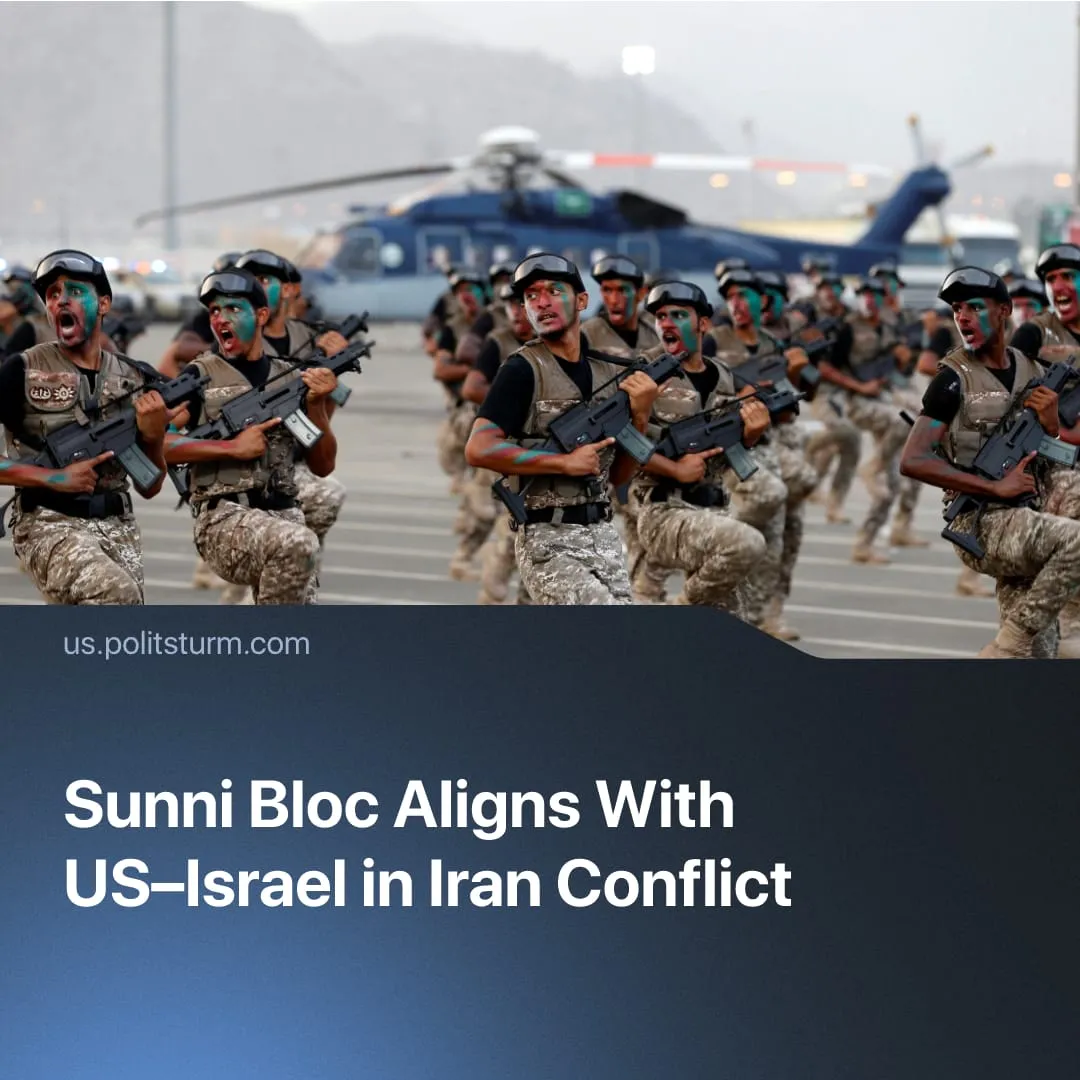 us.politsturm.com
Sunni Bloc Aligns With
US–Israel in Iran Conflict